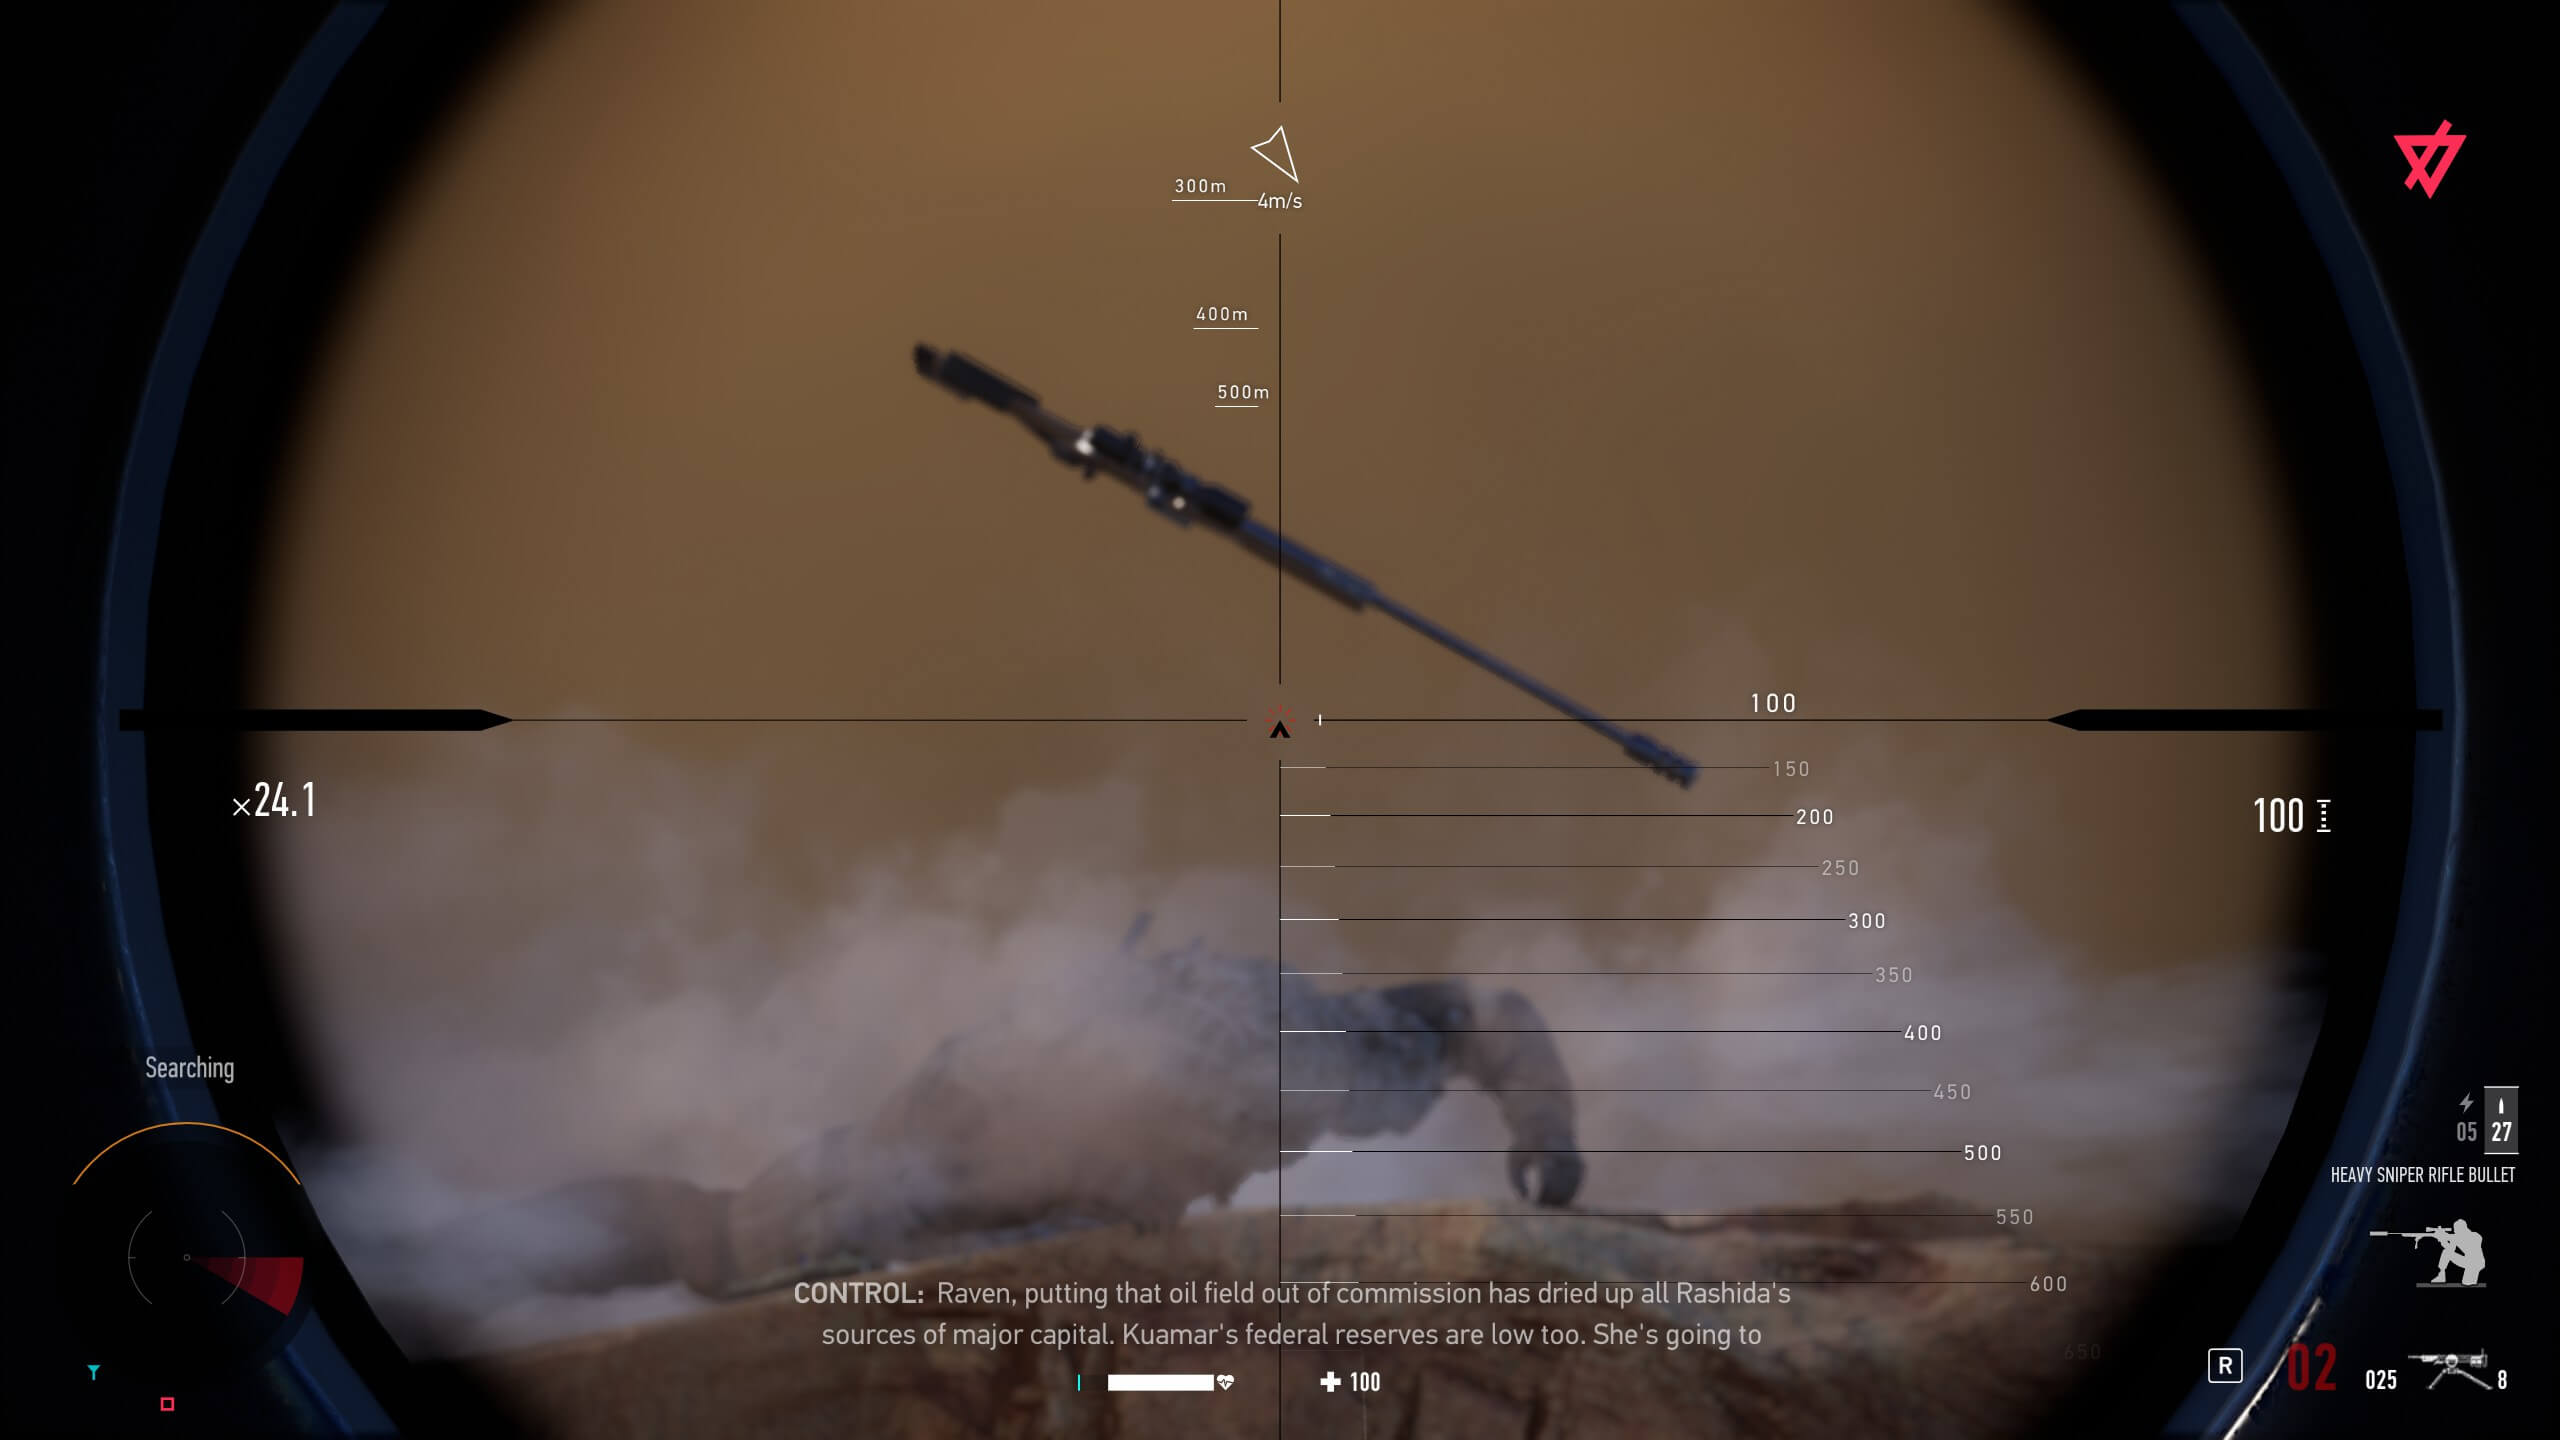 300m
4m/s
400m
500m
100
150
×24.1
200
100
250
300
350
400
Searching
450
05 27
500
HEAVY SNIPER RIFLE BULLET
550
600
CONTROL: Raven, putting that oil field out of commission has dried up all Rashida's
sources of major capital. Kuamar's federal reserves are low too. She's going to
650
100
R 02 025 8